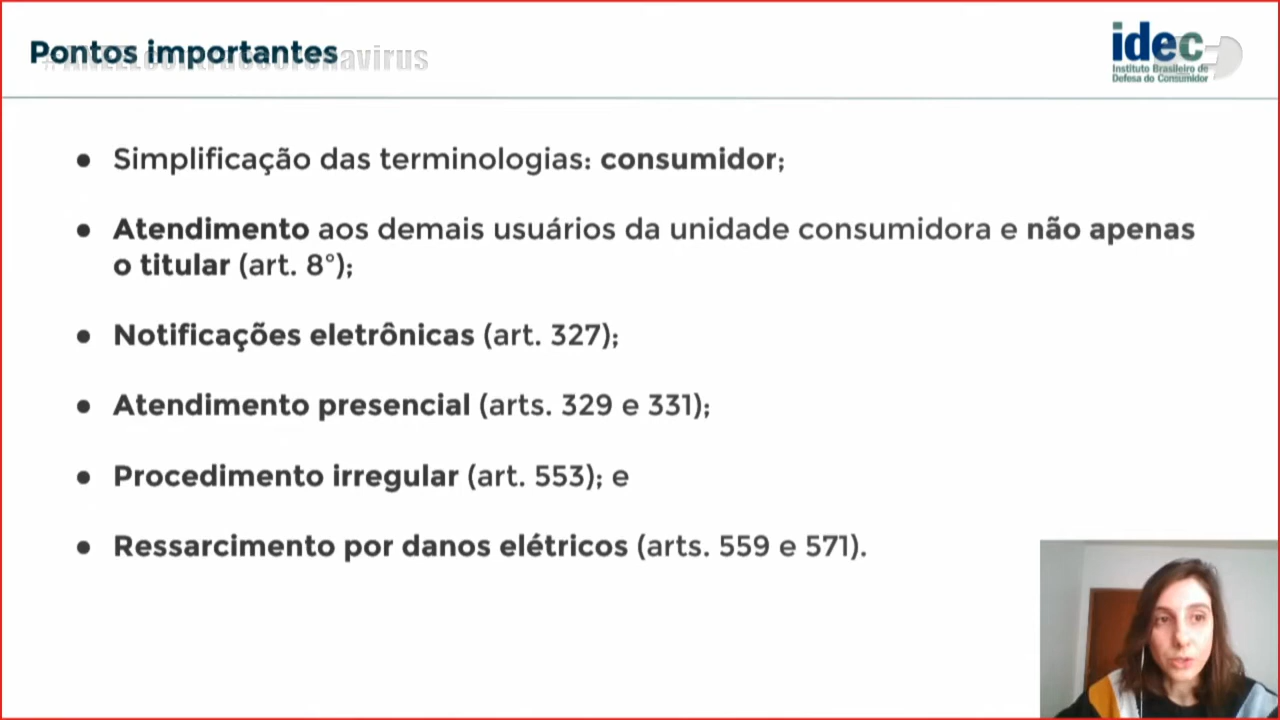 Pontos importantes
idec
Instituto Brasileiro de
Defesa do Consumidor
● Simplificação das terminologias: consumidor;
● Atendimento aos demais usuários da unidade consumidora e não apenas
o titular (art. 8°);
● Notificações eletrônicas (art. 327);
● Atendimento presencial (arts. 329 e 331);
● Procedimento irregular (art. 553); e
● Ressarcimento por danos elétricos (arts. 559 e 571).